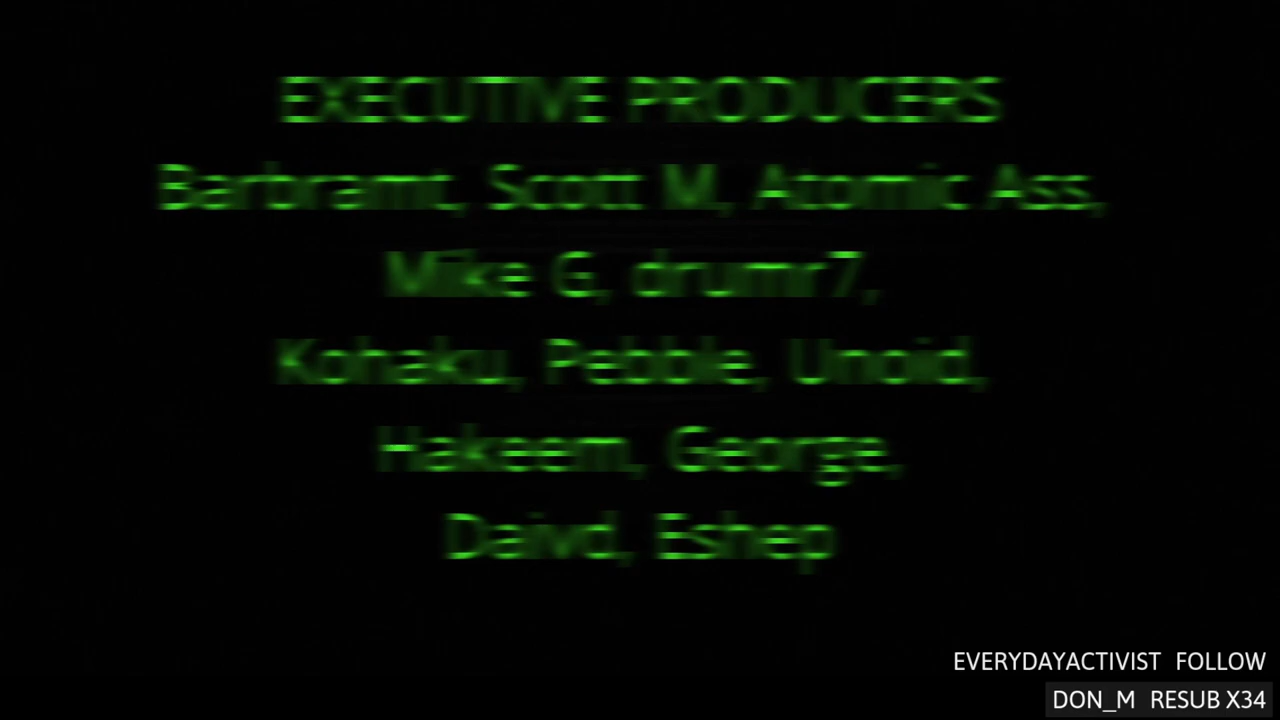 EXECUTIVE PRODUCERS
Barbramt, Scott M, Atomic Ass,
Mike G, drumr7,
Kohaku, Pebble, Unoid,
Hakeem, George,
Daivd, Eshep
EVERYDAYACTIVIST FOLLOW
DON_M RESUB X34